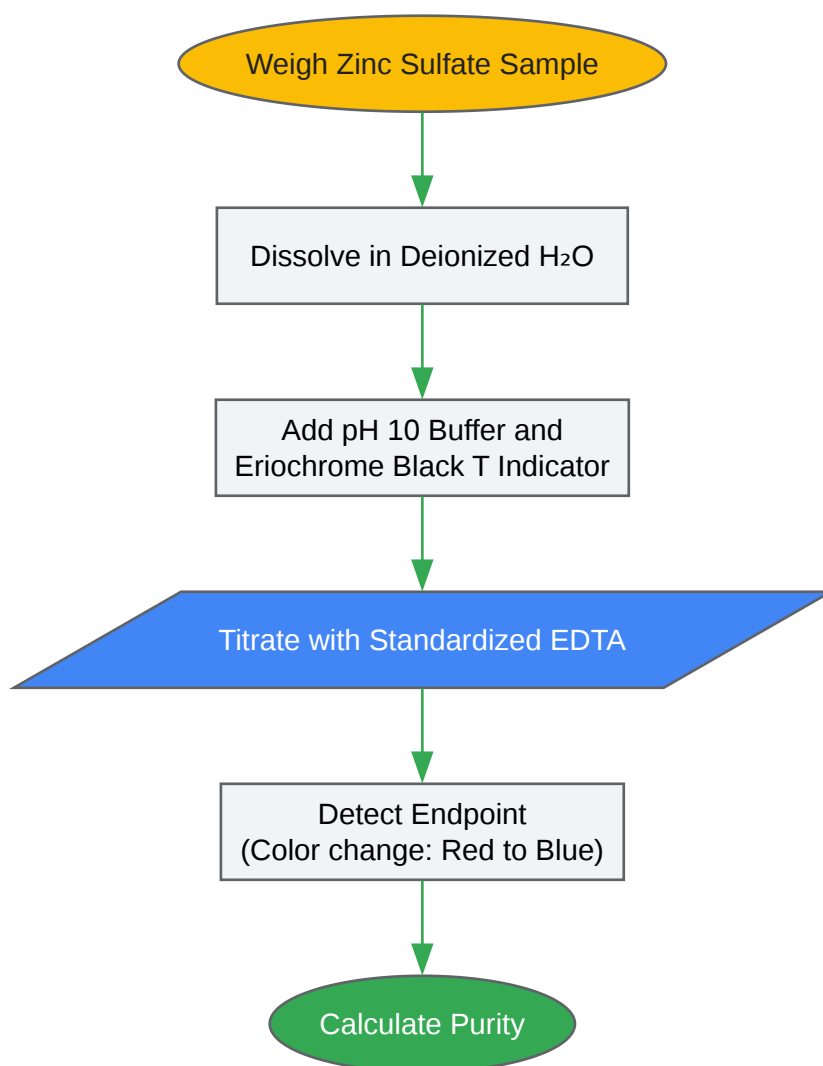 Weigh Zinc Sulfate Sample
Dissolve in Deionized H₂O
Add pH 10 Buffer and
Eriochrome Black T Indicator
Titrate with Standardized EDTA
Detect Endpoint
(Color change: Red to Blue)
Calculate Purity